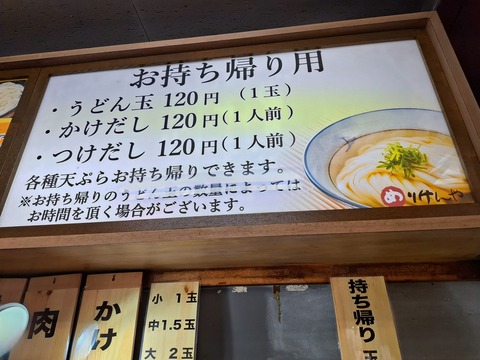 お持ち帰り用
・うどん玉 120円 (1玉)
・かけだし 120円(1人前)
・つけだし 120円(1人前)
各種天ぷらお持ち帰りできます。
※お持ち帰りのうどん玉の数量によっては
お時間を頂く場合がございます。
めりけんや
肉
かけ
小 1玉
中 1.5玉
大 2玉
持ち帰り